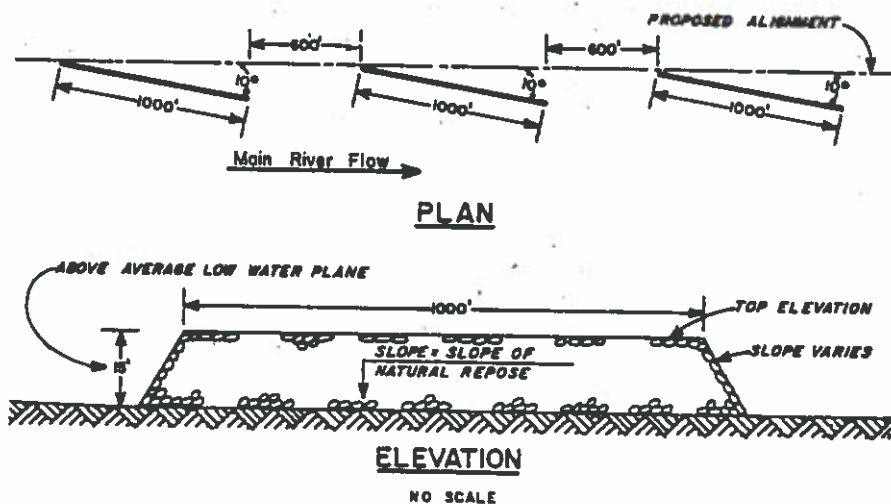 PROPOSED ALIGNMENT
600'
600'
10°
10°
10°
1000'
1000'
1000'
Main River Flow
PLAN
ABOVE AVERAGE LOW WATER PLANE
1000'
TOP ELEVATION
15'
SLOPE = SLOPE OF
NATURAL REPOSE
SLOPE VARIES
ELEVATION
NO SCALE